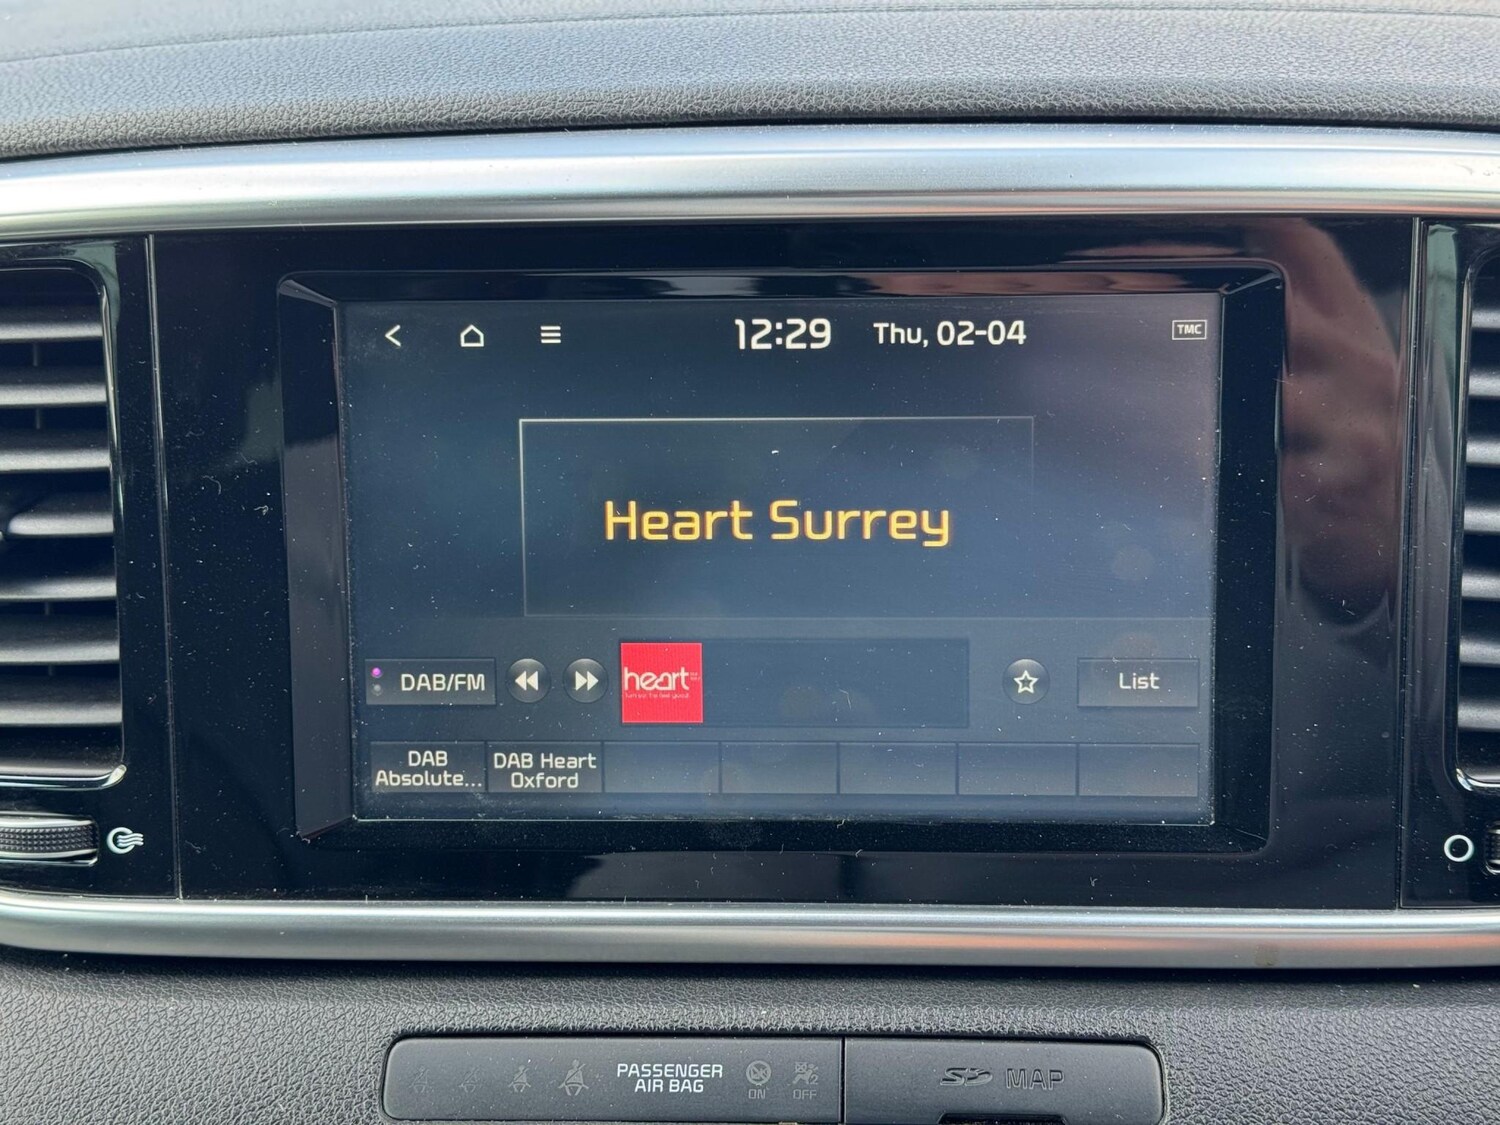 12:29 Thu, 02-04 TMC
Heart Surrey
DAB/FM
heart
List
DAB
Absolute...
DAB Heart
Oxford
PASSENGER
AIR BAG
ON
OFF
SD MAP